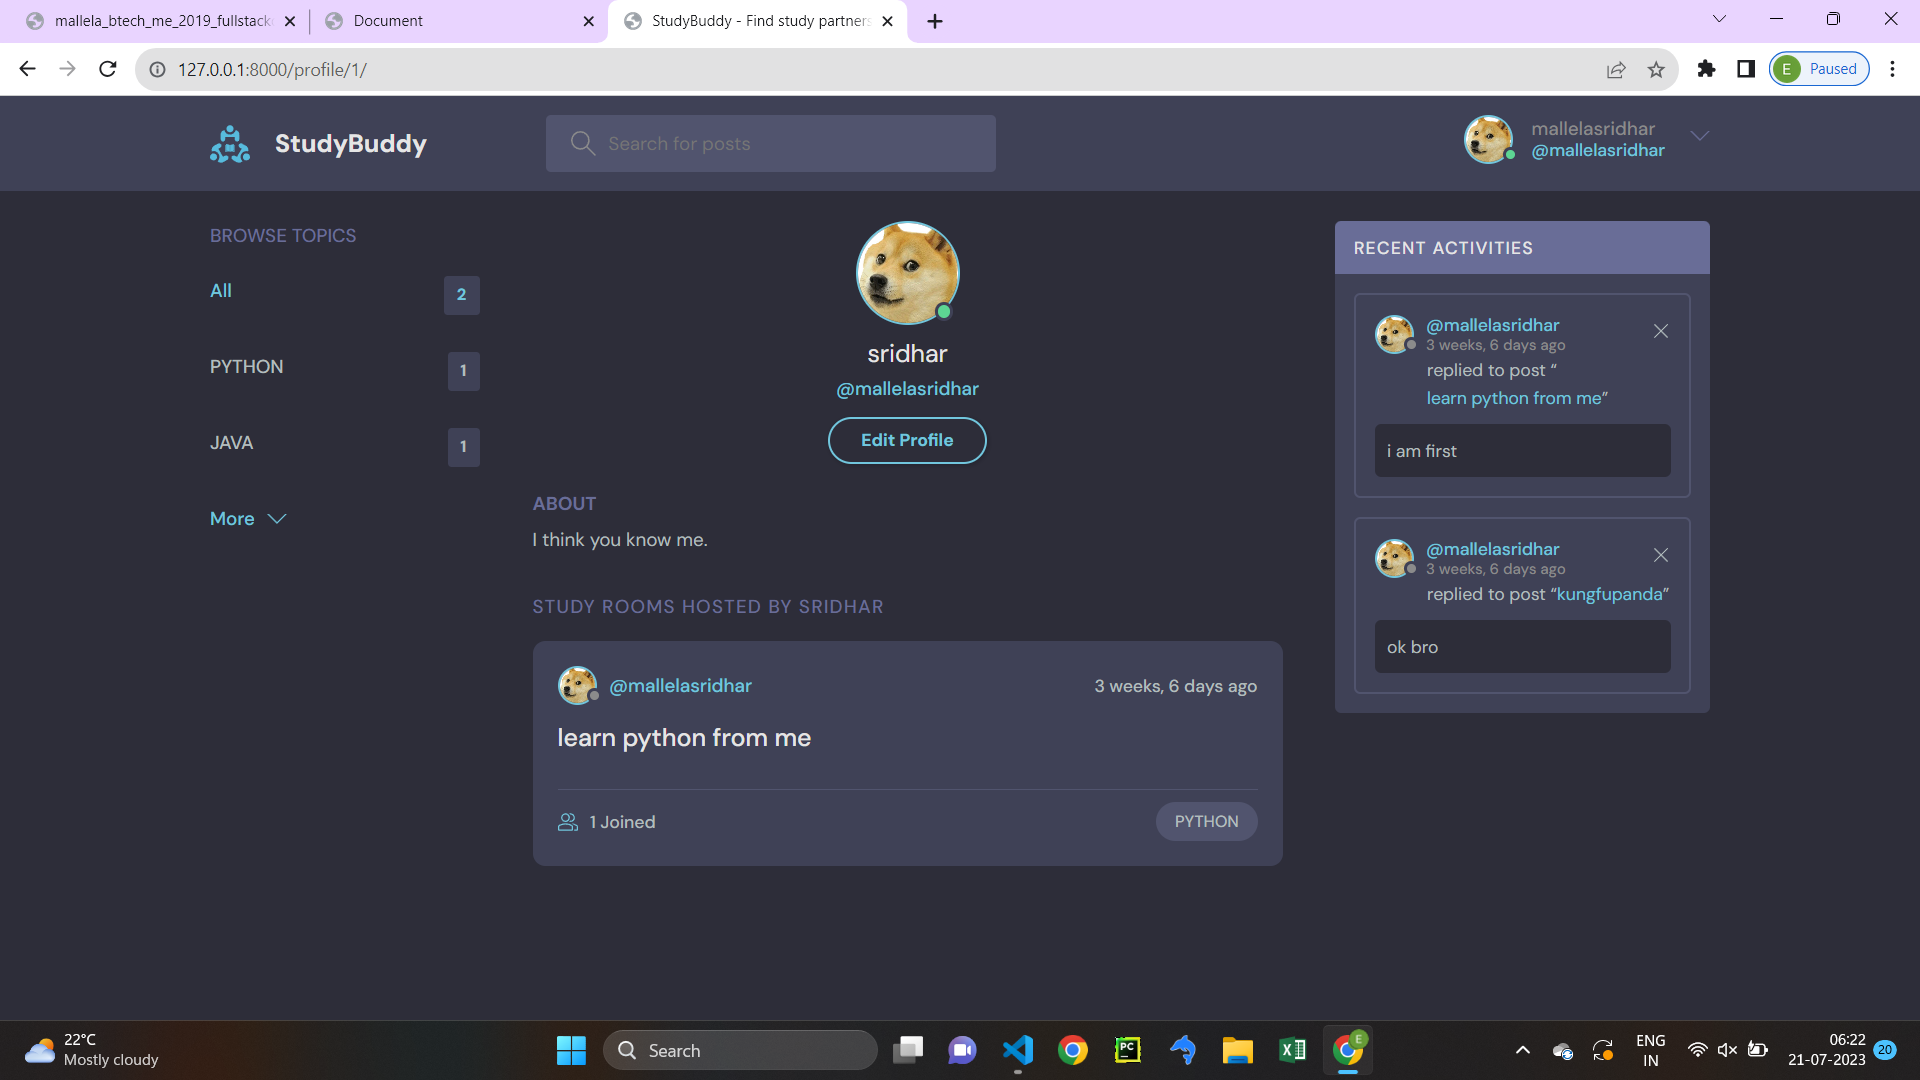 mallela_btech_me_2019_fullstack
Document
StudyBuddy - Find study partners
127.0.0.1:8000/profile/1/
E Paused
StudyBuddy
Search for posts
mallelasridhar
@mallelasridhar
BROWSE TOPICS
All 2
PYTHON 1
JAVA 1
More
sridhar
@mallelasridhar
Edit Profile
ABOUT
I think you know me.
STUDY ROOMS HOSTED BY SRIDHAR
@mallelasridhar 3 weeks, 6 days ago
learn python from me
1 Joined PYTHON
RECENT ACTIVITIES
@mallelasridhar
3 weeks, 6 days ago
replied to post “
learn python from me”
i am first
@mallelasridhar
3 weeks, 6 days ago
replied to post “kungfupanda”
ok bro
22°C
Mostly cloudy
Search
PC
E
ENG
IN
06:22
21-07-2023
20